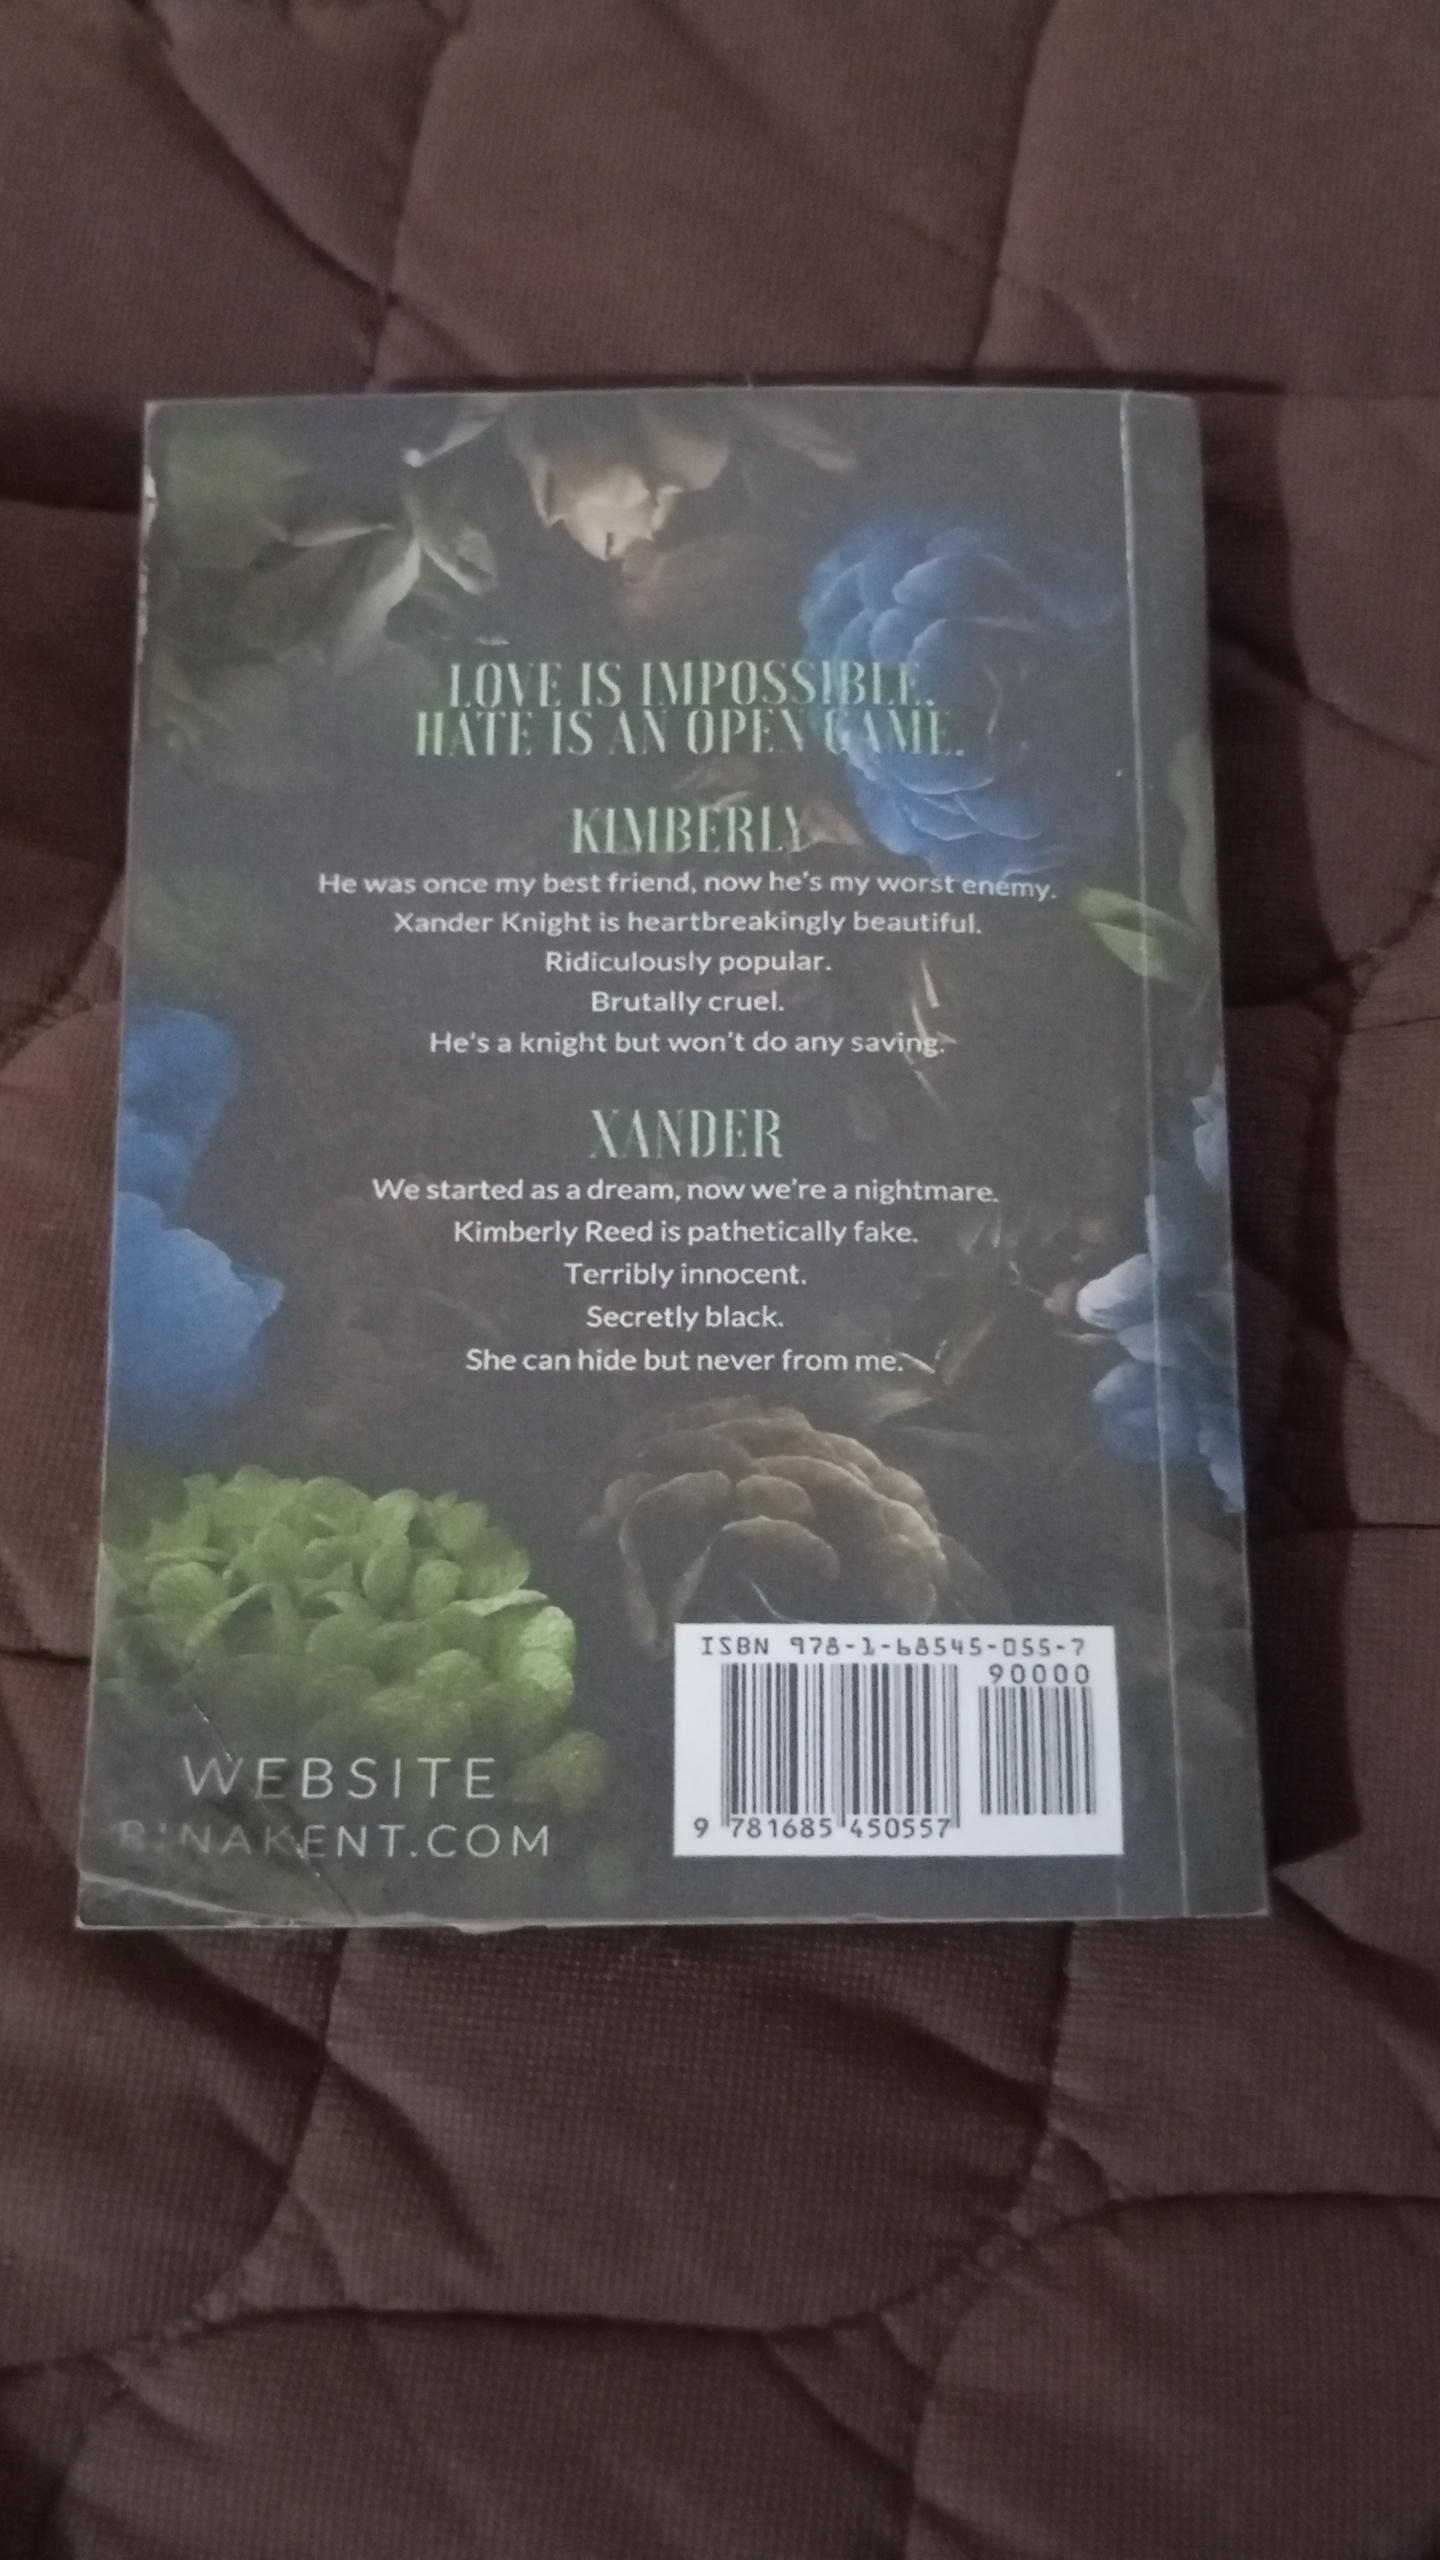 LOVE IS IMPOSSIBLE.
HATE IS AN OPEN GAME.
KIMBERLY
He was once my best friend, now he's my worst enemy.
Xander Knight is heartbreakingly beautiful.
Ridiculously popular.
Brutally cruel.
He's a knight but won't do any saving.
XANDER
We started as a dream, now we're a nightmare.
Kimberly Reed is pathetically fake.
Terribly innocent.
Secretly black.
She can hide but never from me.
ISBN 978-1-68545-055-7
90000
9 781685 450557
WEBSITE
RINAKENT.COM